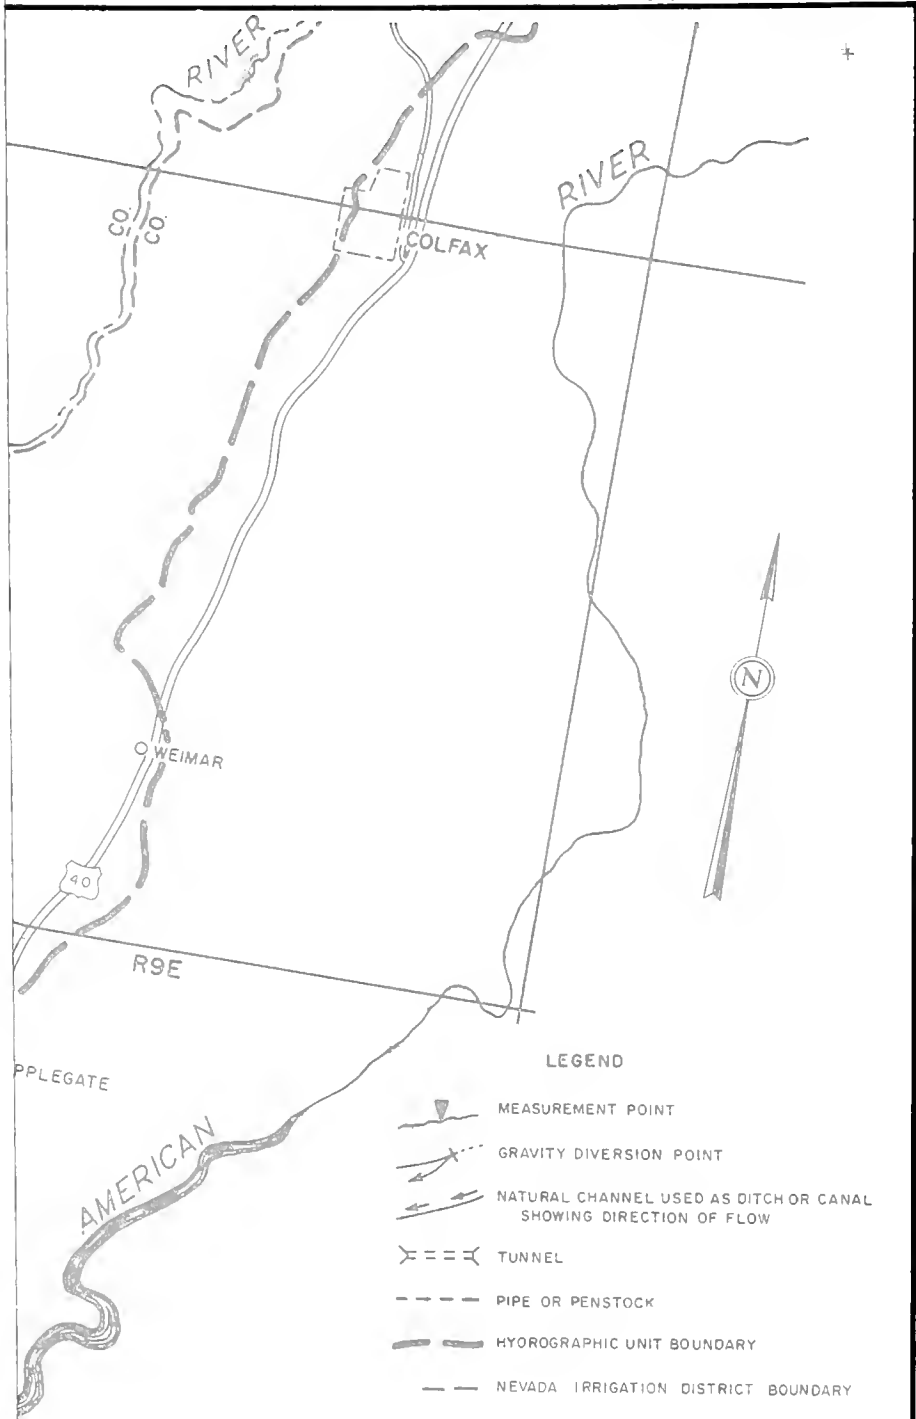 RIVER
RIVER
CO.
CO.
COLFAX
N
WEIMAR
40
R9E
PPLEGATE
AMERICAN
LEGEND
MEASUREMENT POINT
GRAVITY DIVERSION POINT
NATURAL CHANNEL USED AS DITCH OR CANAL
SHOWING DIRECTION OF FLOW
TUNNEL
PIPE OR PENSTOCK
HYOROGRAPHIC UNIT BOUNDARY
NEVADA IRRIGATION DISTRICT BOUNDARY